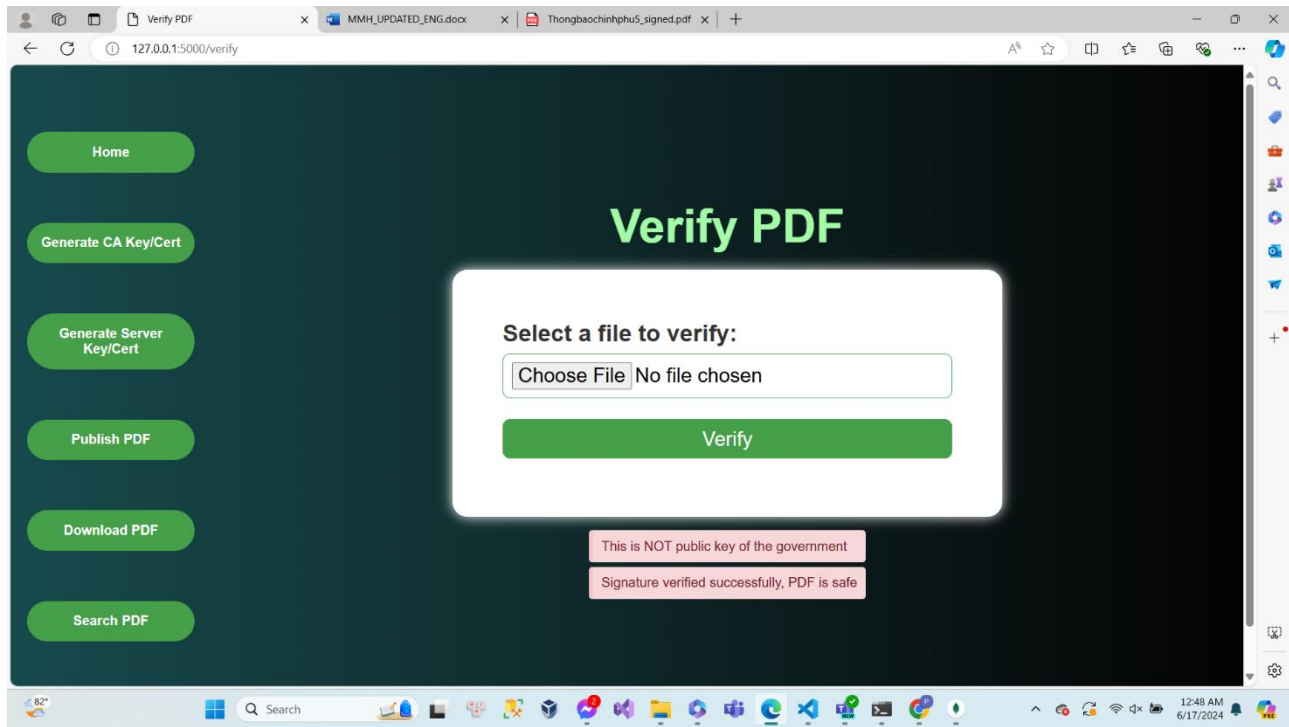 Verify PDF
MMH_UPDATED_ENG.docx
Thongbaochinhphu5_signed.pdf
127.0.0.1:5000/verify
Home
Generate CA Key/Cert
Generate Server
Key/Cert
Publish PDF
Download PDF
Search PDF
Verify PDF
Select a file to verify:
Choose File No file chosen
Verify
This is NOT public key of the government
Signature verified successfully, PDF is safe
82°
Search
2
NEW
12:48 AM
6/17/2024
PRE